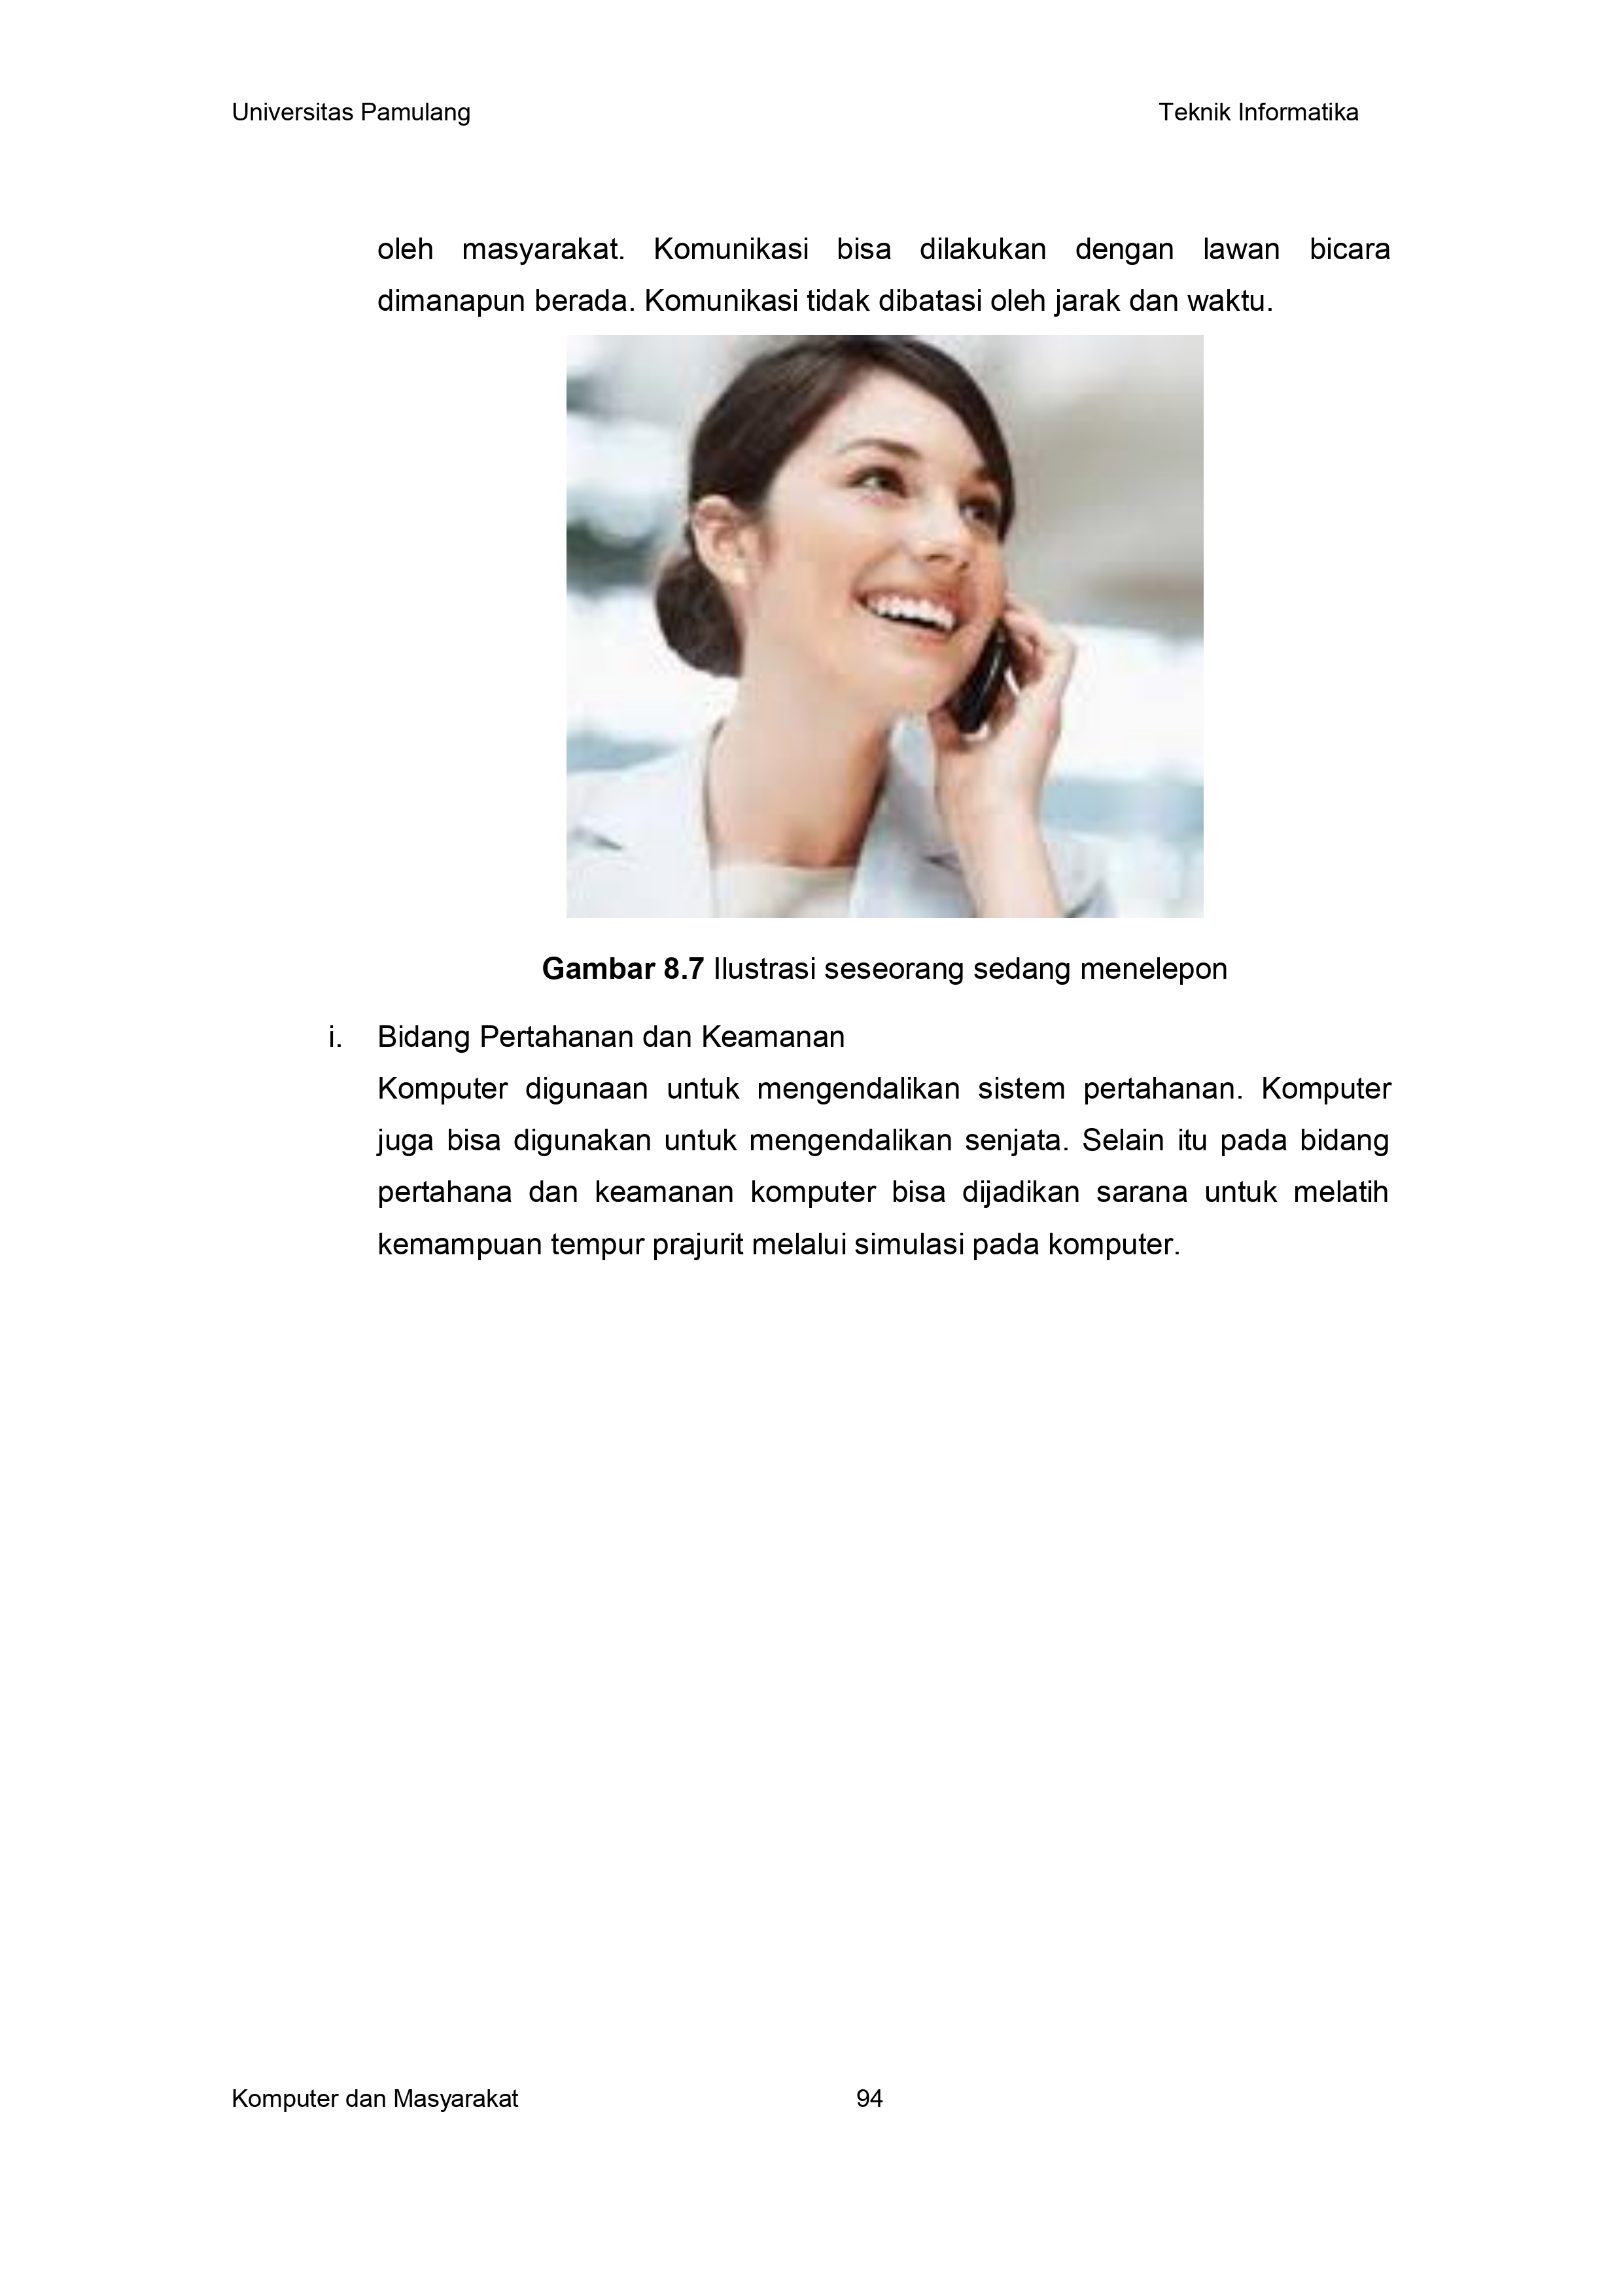 Universitas Pamulang Teknik Informatika
oleh masyarakat. Komunikasi bisa dilakukan dengan lawan bicara
dimanapun berada. Komunikasi tidak dibatasi oleh jarak dan waktu.
Gambar 8.7 Ilustrasi seseorang sedang menelepon
i. Bidang Pertahanan dan Keamanan
Komputer digunaan untuk mengendalikan sistem pertahanan. Komputer
juga bisa digunakan untuk mengendalikan senjata. Selain itu pada bidang
pertahana dan keamanan komputer bisa dijadikan sarana untuk melatih
kemampuan tempur prajurit melalui simulasi pada komputer.
Komputer dan Masyarakat 94